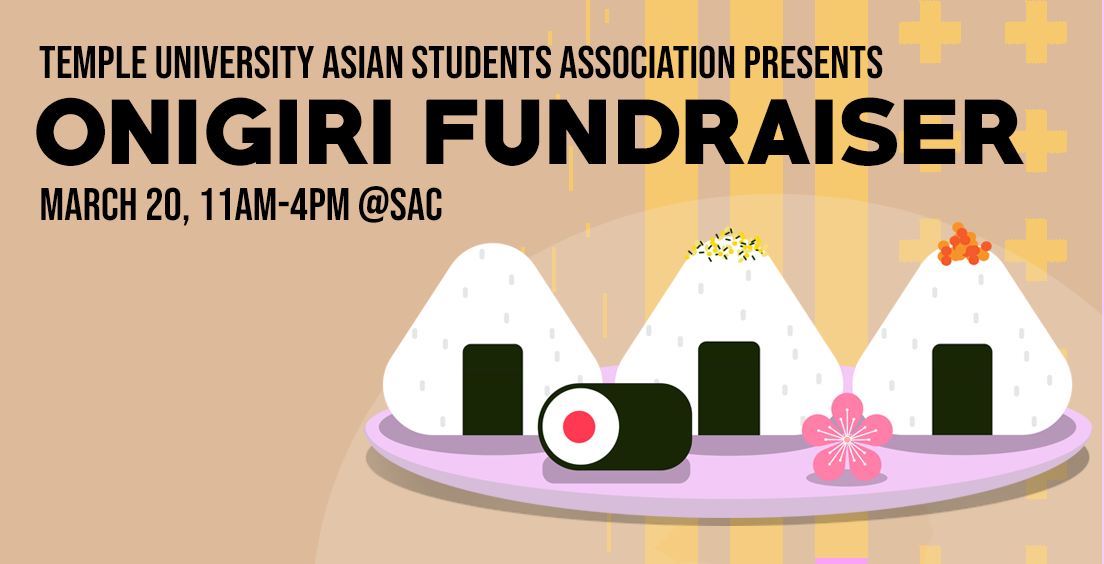 TEMPLE UNIVERSITY ASIAN STUDENTS ASSOCIATION PRESENTS
ONIGIRI FUNDRAISER
MARCH 20, 11AM-4PM @SAC